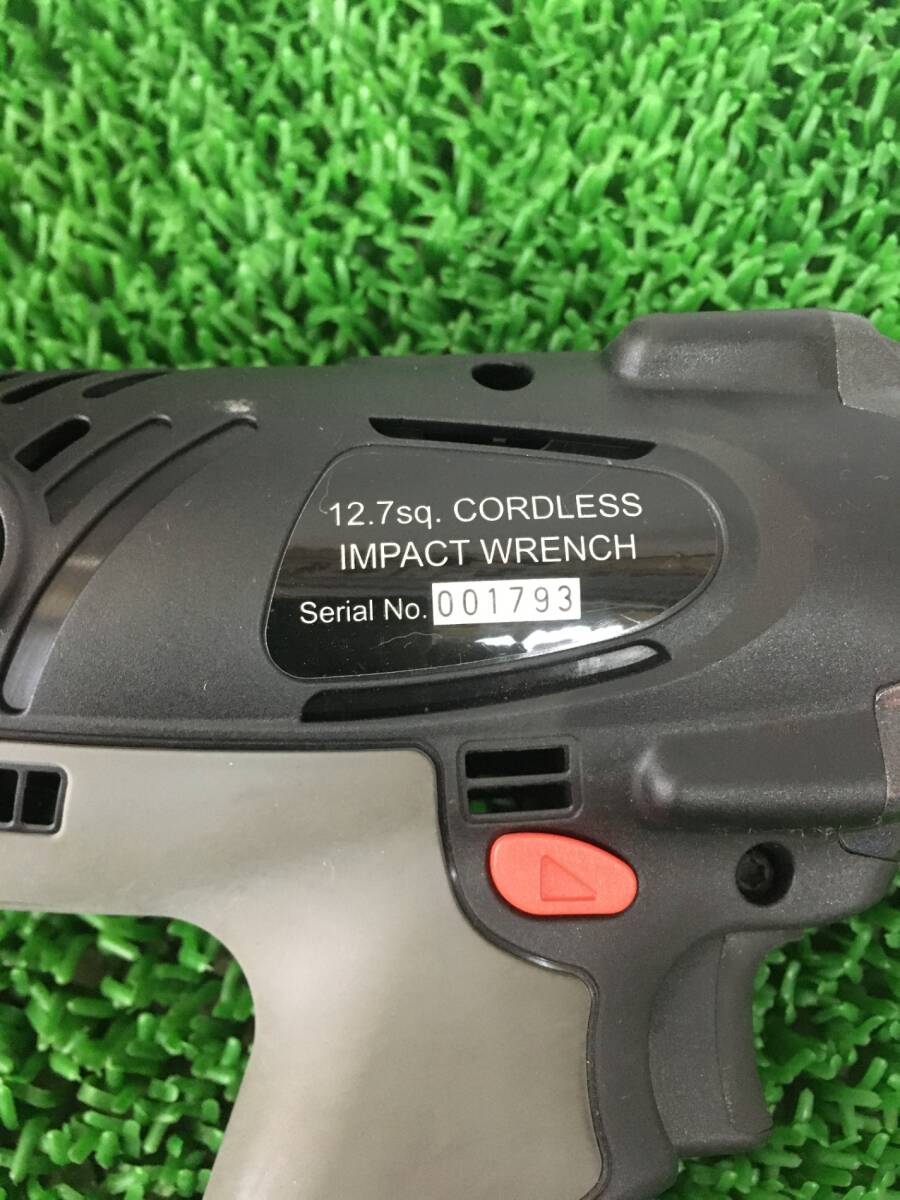 12.7sq. CORDLESS
IMPACT WRENCH
Serial No. 001793